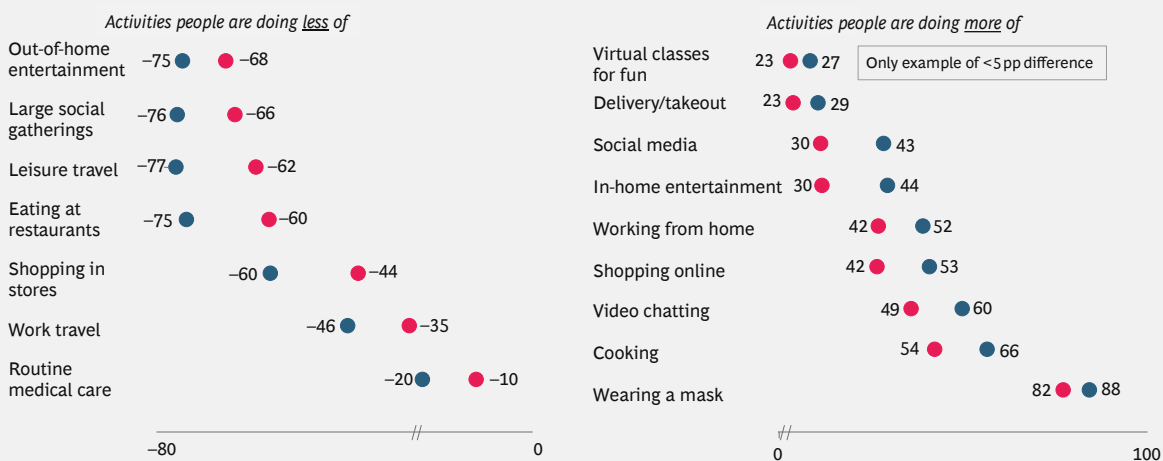 Activities people are doing less of
Out-of-home
entertainment
–75
–68
Large social
gatherings
–76
–66
Leisure travel
–77
–62
Eating at
restaurants
–75
–60
Shopping in
stores
–60
–44
Work travel
–46
–35
Routine
medical care
–20
–10
–80
0
Activities people are doing more of
Virtual classes
for fun
23
27
Only example of <5 pp difference
Delivery/takeout
23
29
Social media
30
43
In-home entertainment
30
44
Working from home
42
52
Shopping online
42
53
Video chatting
49
60
Cooking
54
66
Wearing a mask
82
88
0
100